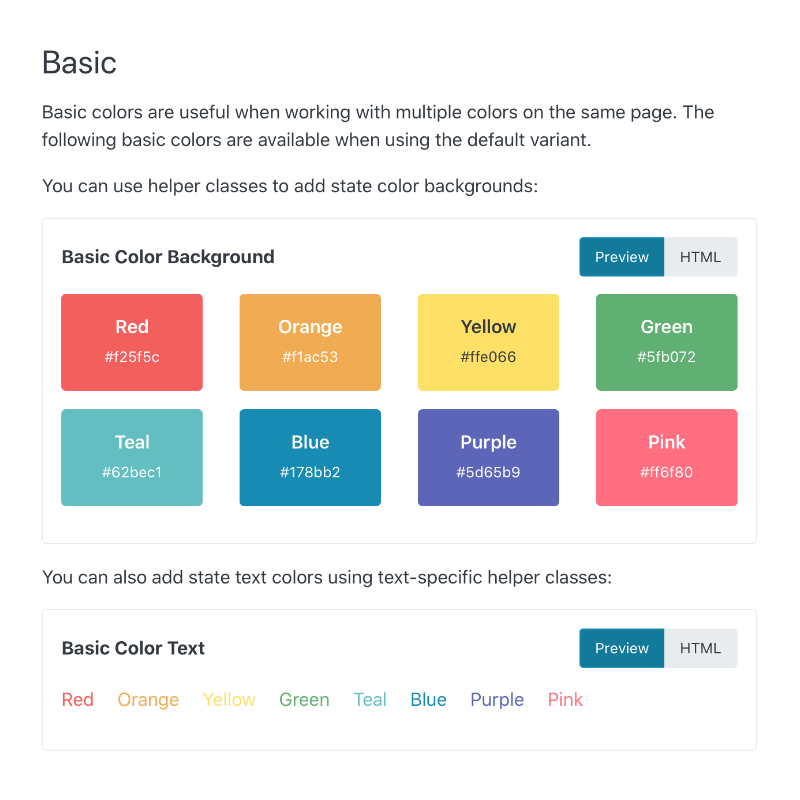 Basic
Basic colors are useful when working with multiple colors on the same page. The
following basic colors are available when using the default variant.
You can use helper classes to add state color backgrounds:
Basic Color Background
Preview HTML
Red Orange Yellow Green
#f25f5c #f1ac53 #ffe066 #5fb072
Teal Blue Purple Pink
#62bec1 #178bb2 #5d65b9 #ff6f80
You can also add state text colors using text-specific helper classes:
Basic Color Text
Preview HTML
Red Orange Yellow Green Teal Blue Purple Pink